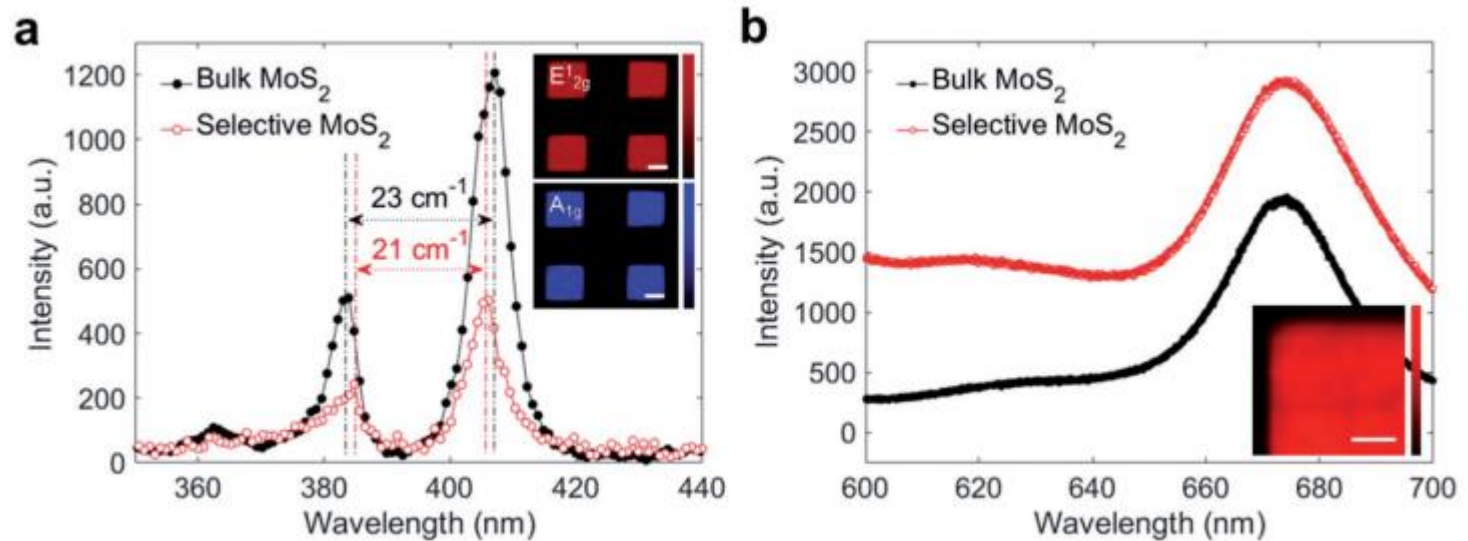 a
Intensity (a.u.)
1200
1000
800
600
400
200
0
360
380
400
420
440
Wavelength (nm)
Bulk MoS₂
Selective MoS₂
23 cm⁻¹
21 cm⁻¹
E¹₂g
A₁g
b
Intensity (a.u.)
3000
2500
2000
1500
1000
500
0
600
620
640
660
680
700
Wavelength (nm)
Bulk MoS₂
Selective MoS₂